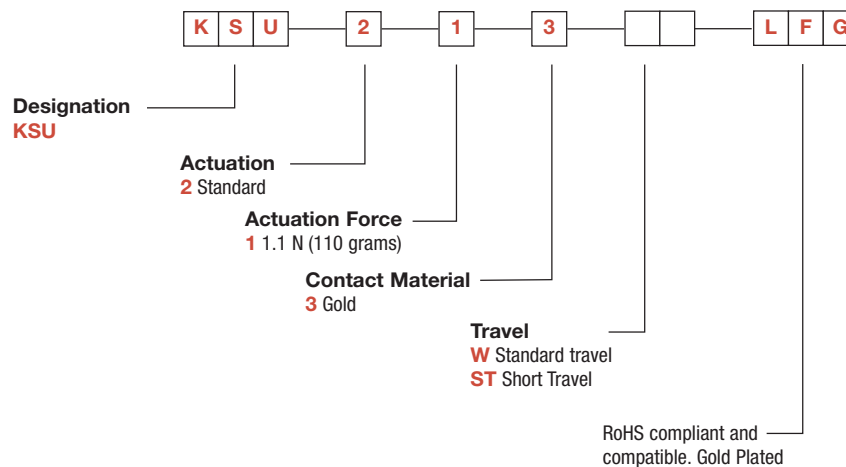 K S U 2 1 3 L F G
Designation
KSU
Actuation
2 Standard
Actuation Force
1 1.1 N (110 grams)
Contact Material
3 Gold
Travel
W Standard travel
ST Short Travel
RoHS compliant and
compatible. Gold Plated